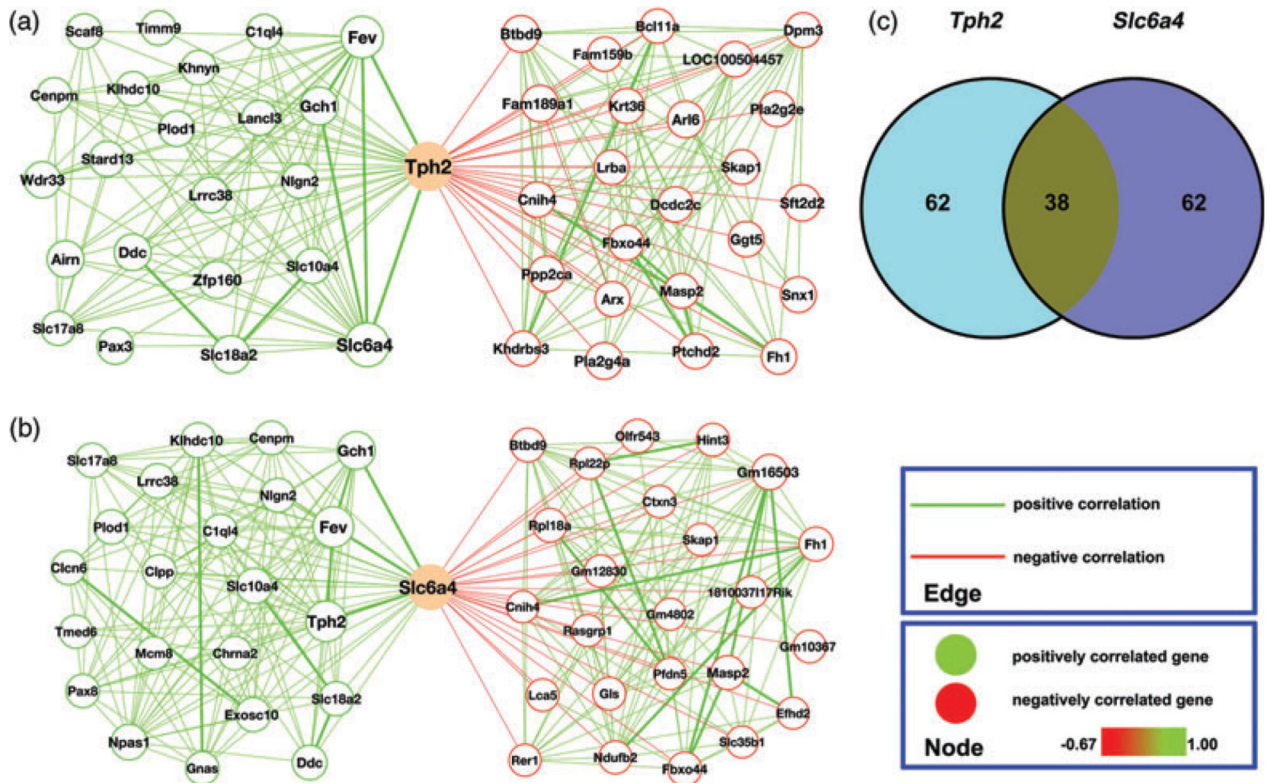 (a)
Scaf8
Timm9
C1ql4
Fev
Khnyn
Cenpm
Klhdc10
Gch1
Plod1
Lancl3
Stard13
Wdr33
Nlgn2
Lrrc38
Ddc
Airn
Zfp160
Slc10a4
Slc17a8
Pax3
Slc18a2
Slc6a4
Tph2
Btbd9
Bcl11a
Dpm3
Fam159b
LOC100504457
Fam189a1
Krt36
Pla2g2e
Arl6
Lrba
Skap1
Cnih4
Dcdc2c
Sft2d2
Fbxo44
Ggt5
Ppp2ca
Arx
Masp2
Snx1
Khdrbs3
Pla2g4a
Ptchd2
Fh1
(c)
Tph2 Slc6a4
62 38 62
(b)
Klhdc10
Cenpm
Gch1
Slc17a8
Lrrc38
Nlgn2
Plod1
C1ql4
Fev
Clcn6
Clpp
Slc10a4
Tmed6
Tph2
Mcm8
Chrna2
Pax8
Slc18a2
Exosc10
Npas1
Gnas
Ddc
Slc6a4
Btbd9
Olfr543
Hint3
Rpl22p
Gm16503
Ctxn3
Rpl18a
Skap1
Fh1
Gm12830
1810037I17Rik
Cnih4
Gm4802
Rasgrp1
Gm10367
Pfdn5
Masp2
Lca5
Gls
Efhd2
Slc35b1
Rer1
Ndufb2
Fbxo44
positive correlation
negative correlation
Edge
positively correlated gene
negatively correlated gene
-0.67 1.00
Node